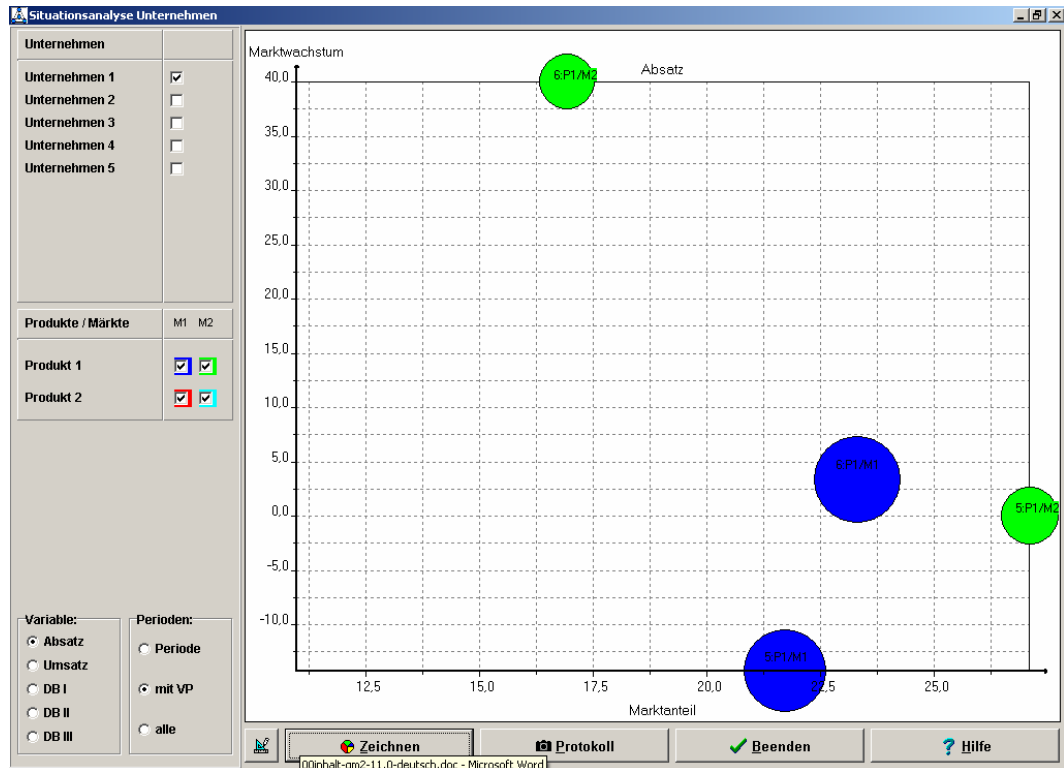 Situationsanalyse Unternehmen
Unternehmen
Unternehmen 1
Unternehmen 2
Unternehmen 3
Unternehmen 4
Unternehmen 5
Produkte / Märkte M1 M2
Produkt 1
Produkt 2
Variable:
Absatz
Umsatz
DB I
DB II
DB III
Perioden:
Periode
mit VP
alle
Marktwachstum
Absatz
40,0
35,0
30,0
25,0
20,0
15,0
10,0
5,0
0,0
-5,0
-10,0
6:P1/M2
6:P1/M1
5:P1/M2
5:P1/M1
12,5 15,0 17,5 20,0 22,5 25,0
Marktanteil
Zeichnen Protokoll Beenden Hilfe
00inhalt-gm2-11.0-deutsch.doc - Microsoft Word